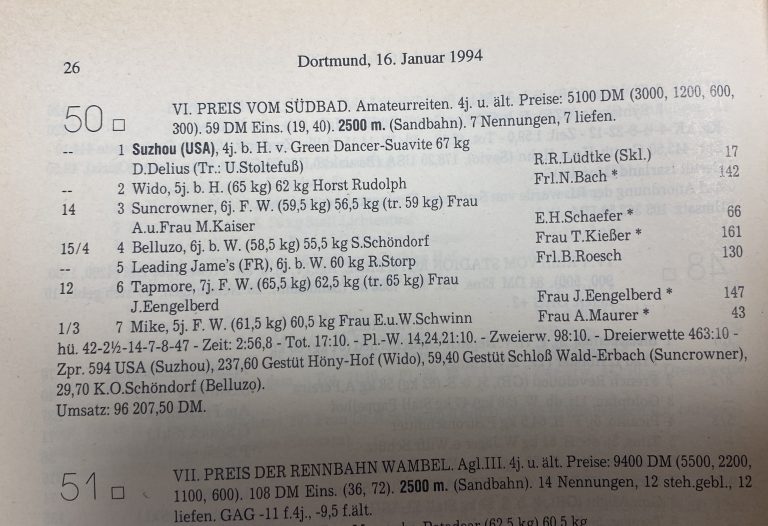 26 Dortmund, 16. Januar 1994
50 □ VI. PREIS VOM SÜDBAD. Amateurreiten. 4j. u. ält. Preise: 5100 DM (3000, 1200, 600,
300). 59 DM Eins. (19, 40). 2500 m. (Sandbahn). 7 Nennungen, 7 liefen.
-- 1 Suzhou (USA), 4j. b. H. v. Green Dancer-Suavite 67 kg
D.Delius (Tr.: U.Stoltefuß) R.R.Lüdtke (Skl.) 17
-- 2 Wido, 5j. b. H. (65 kg) 62 kg Horst Rudolph Frl.N.Bach * 142
14 3 Suncrowner, 6j. F. W. (59,5 kg) 56,5 kg (tr. 59 kg) Frau
A.u.Frau M.Kaiser E.H.Schaefer * 66
15/4 4 Belluzo, 6j. b. W. (58,5 kg) 55,5 kg S.Schöndorf Frau T.Kießer * 161
-- 5 Leading Jame's (FR), 6j. b. W. 60 kg R.Storp Frl.B.Roesch 130
12 6 Tapmore, 7j. F. W. (65,5 kg) 62,5 kg (tr. 65 kg) Frau
J.Eengelberd Frau J.Eengelberd * 147
1/3 7 Mike, 5j. F. W. (61,5 kg) 60,5 kg Frau E.u.W.Schwinn Frau A.Maurer * 43
hü. 42-2½-14-7-8-47 - Zeit: 2:56,8 - Tot. 17:10. - Pl.-W. 14,24,21:10. - Zweierw. 98:10. - Dreierwette 463:10 -
Zpr. 594 USA (Suzhou), 237,60 Gestüt Höny-Hof (Wido), 59,40 Gestüt Schloß Wald-Erbach (Suncrowner),
29,70 K.O.Schöndorf (Belluzo).
Umsatz: 96 207,50 DM.
51 □ VII. PREIS DER RENNBAHN WAMBEL. Agl.III. 4j. u. ält. Preise: 9400 DM (5500, 2200,
1100, 600). 108 DM Eins. (36, 72). 2500 m. (Sandbahn). 14 Nennungen, 12 steh.gebl., 12
liefen. GAG -11 f.4j., -9,5 f.ält.
(62,5 kg) 60,5 kg